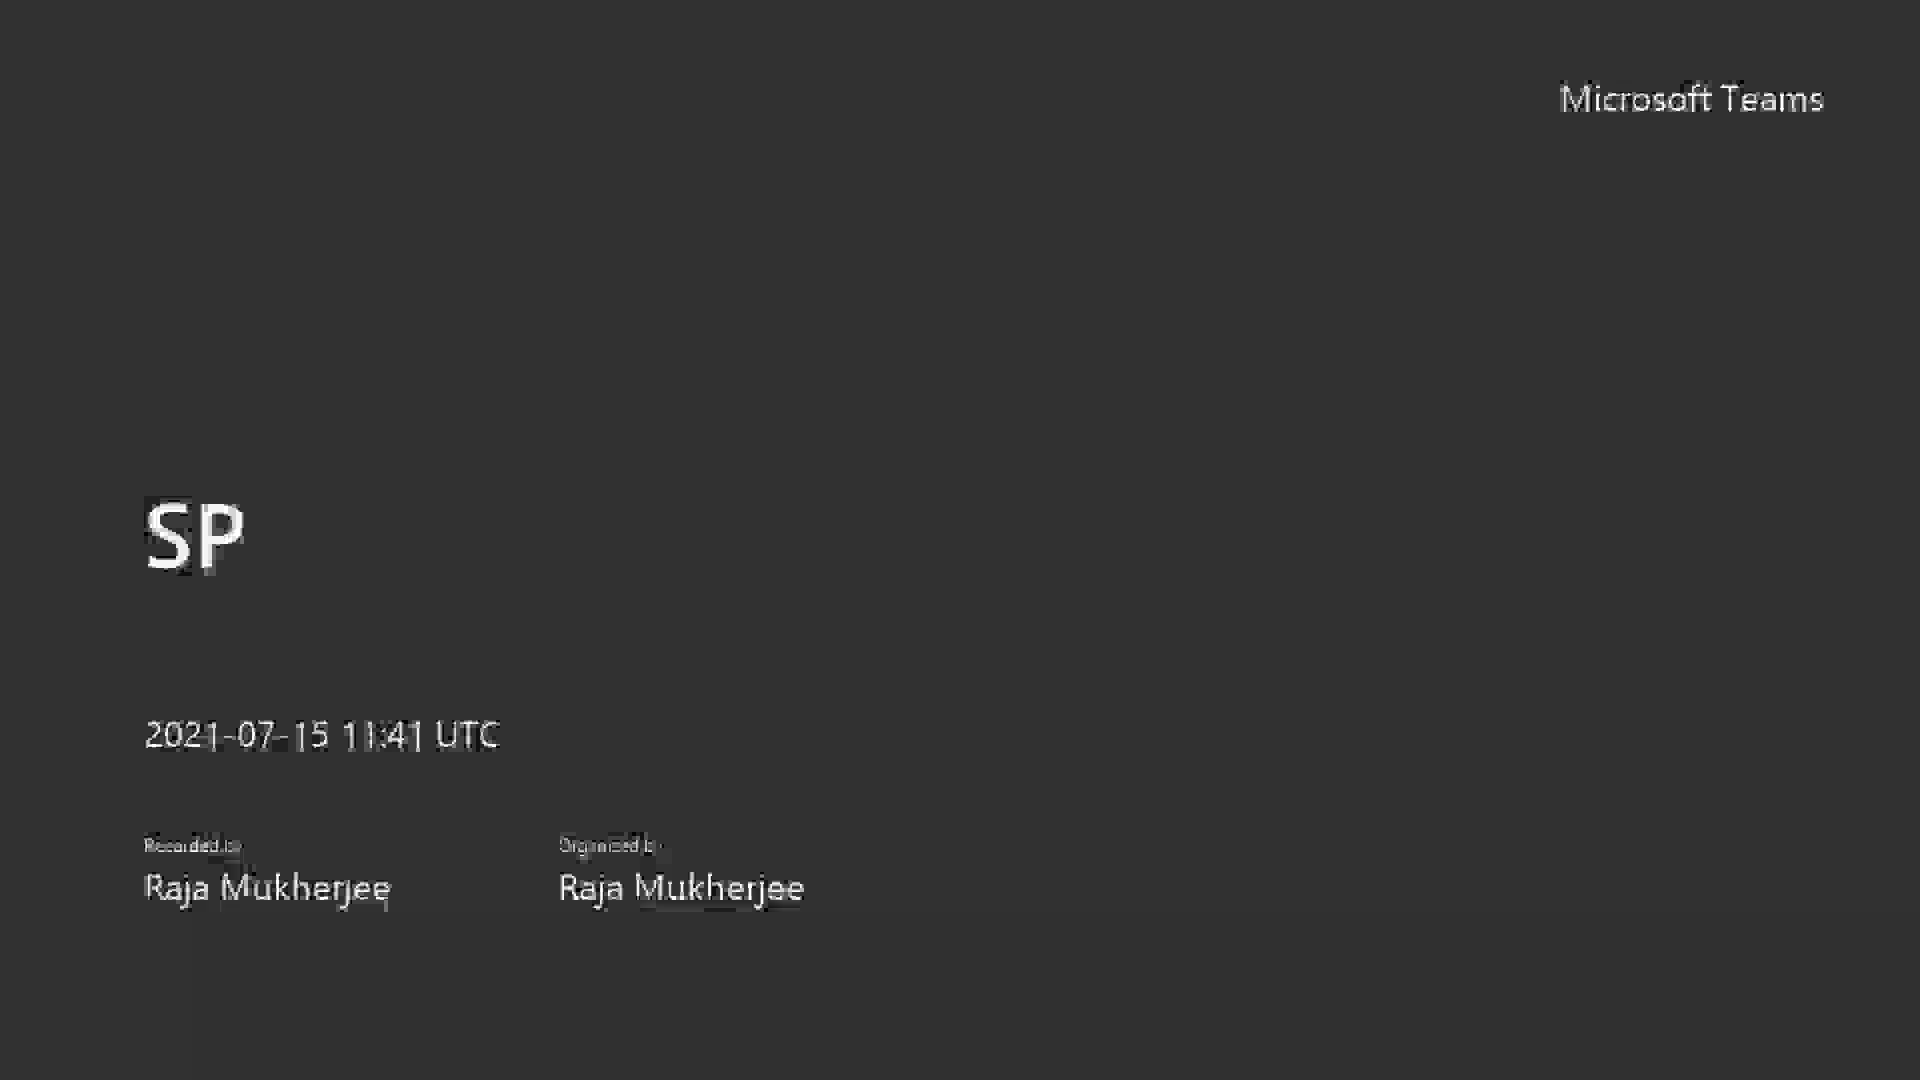 Microsoft Teams
SP
2021-07-15 11:41 UTC
Recorded by
Organized by
Raja Mukherjee
Raja Mukherjee